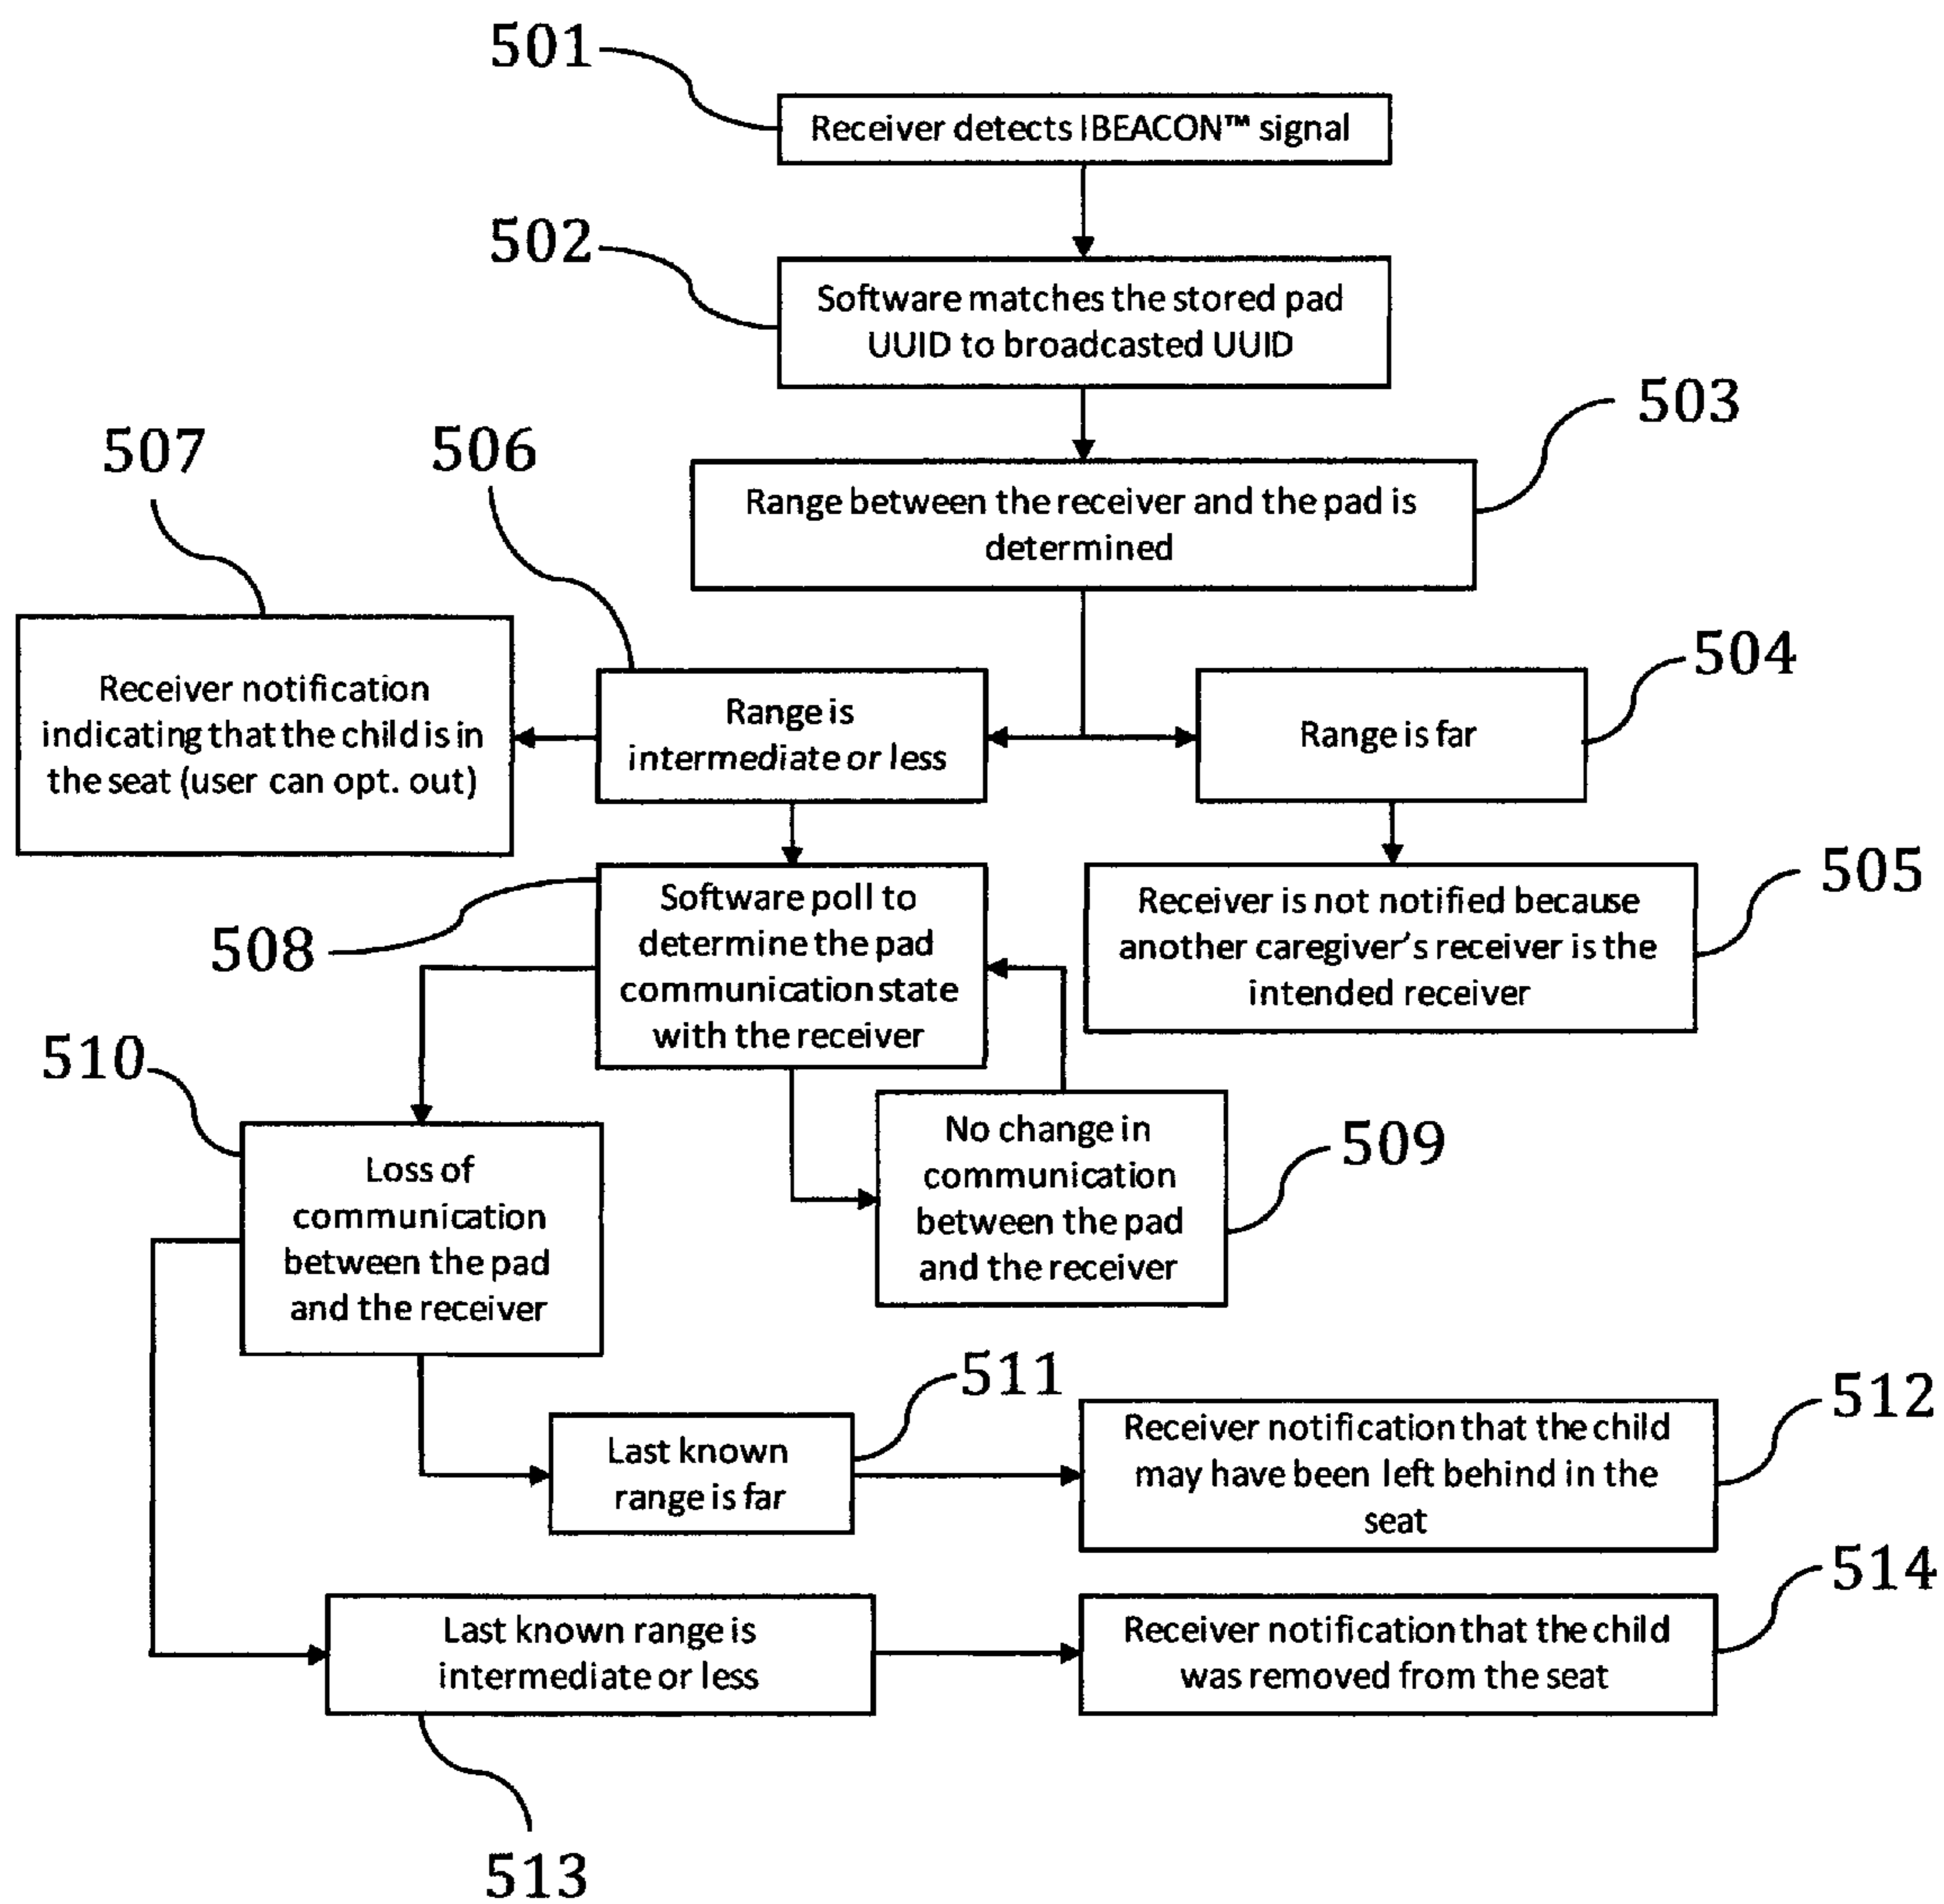 501
Receiver detects IBEACON™ signal
502
Software matches the stored pad
UUID to broadcasted UUID
503
Range between the receiver and the pad is
determined
507
506
504
Receiver notification
indicating that the child is in
the seat (user can opt. out)
Range is
intermediate or less
Range is far
505
508
Software poll to
determine the pad
communication state
with the receiver
Receiver is not notified because
another caregiver's receiver is the
intended receiver
510
509
Loss of
communication
between the pad
and the receiver
No change in
communication
between the pad
and the receiver
511
512
Last known
range is far
Receiver notification that the child
may have been left behind in the
seat
514
Last known range is
intermediate or less
Receiver notification that the child
was removed from the seat
513